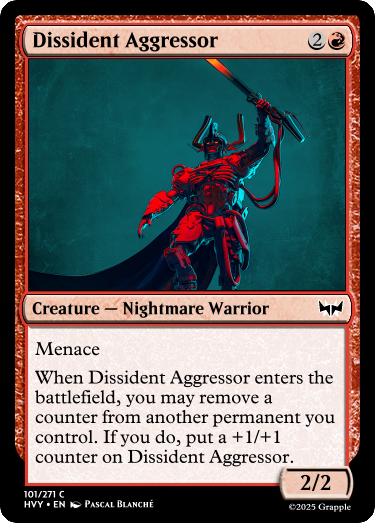 Dissident Aggressor 2
Creature — Nightmare Warrior
Menace
When Dissident Aggressor enters the
battlefield, you may remove a
counter from another permanent you
control. If you do, put a +1/+1
counter on Dissident Aggressor.
2/2
101/271 C
HVY • EN Pascal Blanché
©2025 Grapple